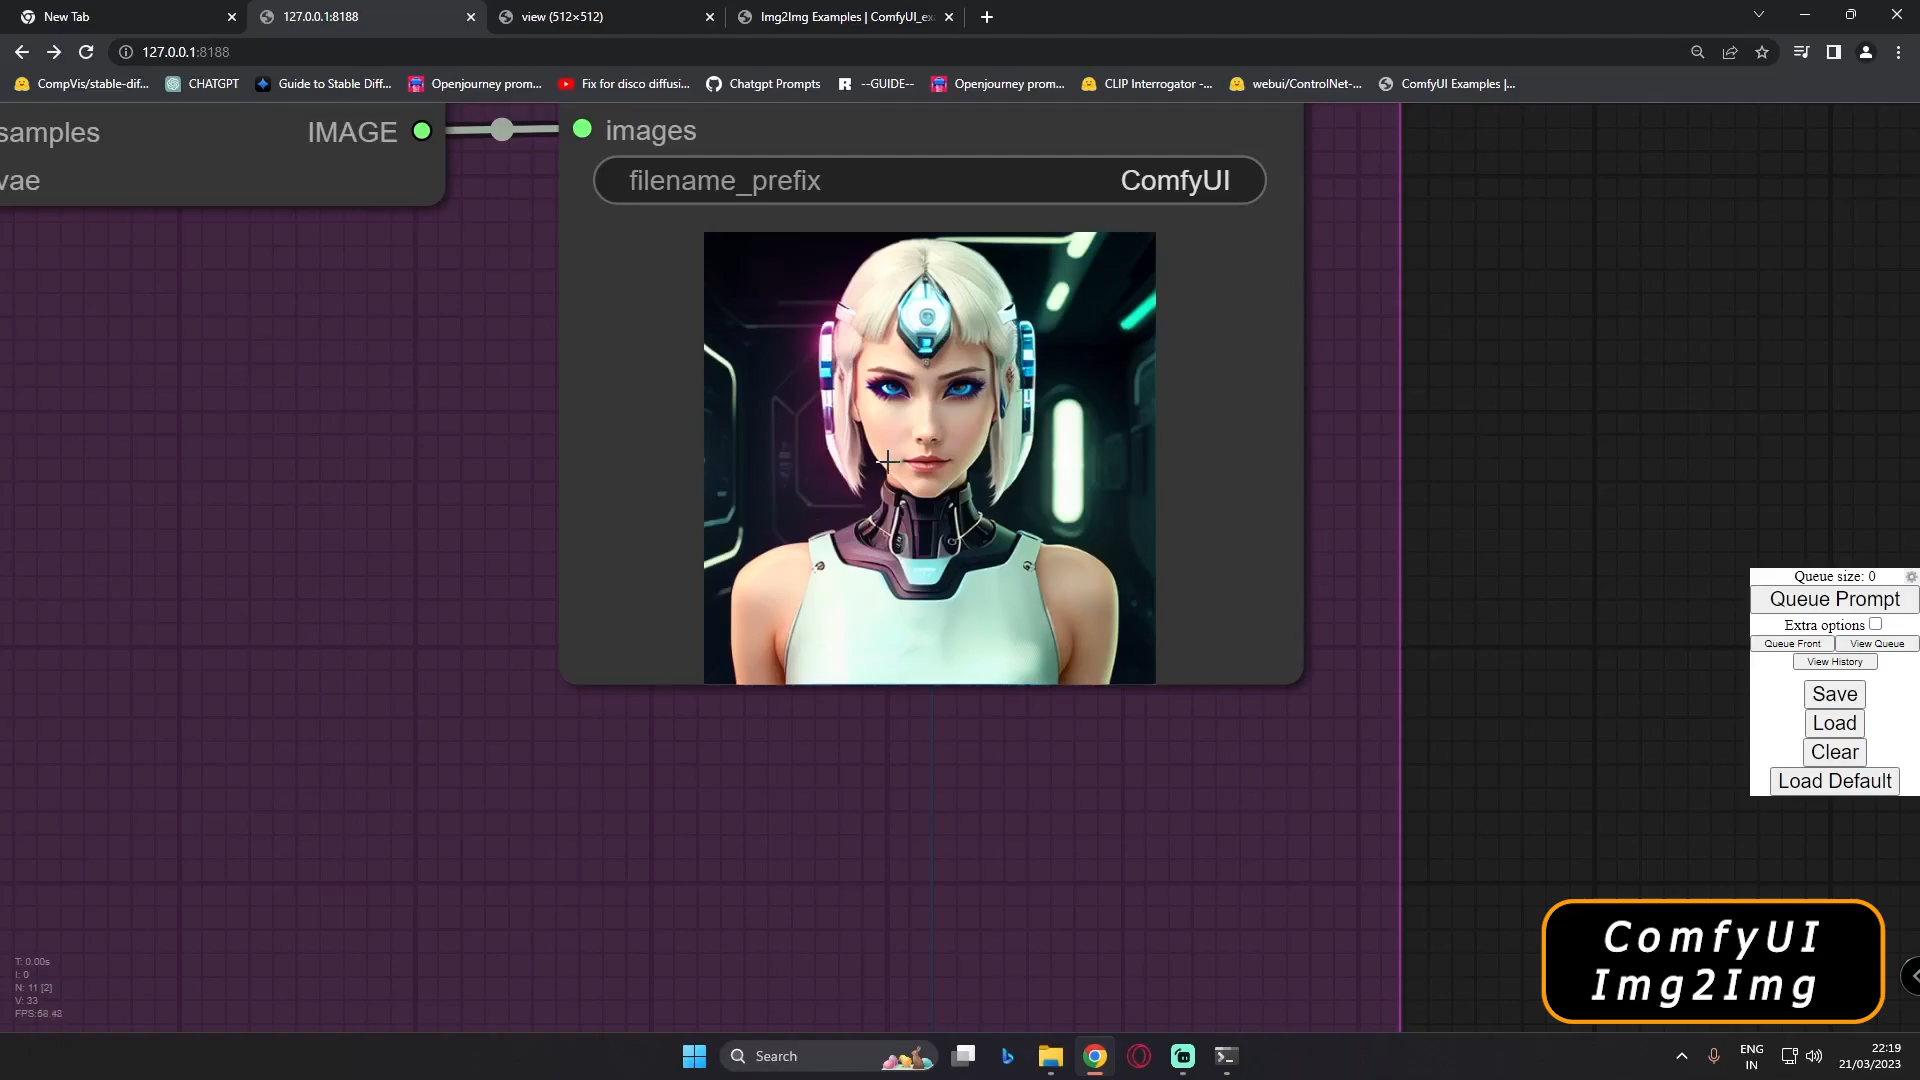 New Tab
127.0.0.1:8188
view (512×512)
Img2Img Examples | ComfyUI_ex
127.0.0.1:8188
CompVis/stable-dif...
CHATGPT
Guide to Stable Diff...
Openjourney prom...
Fix for disco diffusi...
Chatgpt Prompts
--GUIDE--
Openjourney prom...
CLIP Interrogator -...
webui/ControlNet-...
ComfyUI Examples |...
samples
IMAGE
images
vae
filename_prefix
ComfyUI
Queue size: 0
Queue Prompt
Extra options
Queue Front
View Queue
View History
Save
Load
Clear
Load Default
ComfyUI
Img2Img
T: 0.00s
I: 0
N: 11 [2]
V: 33
Search
ENG
IN
22:19
21/03/2023